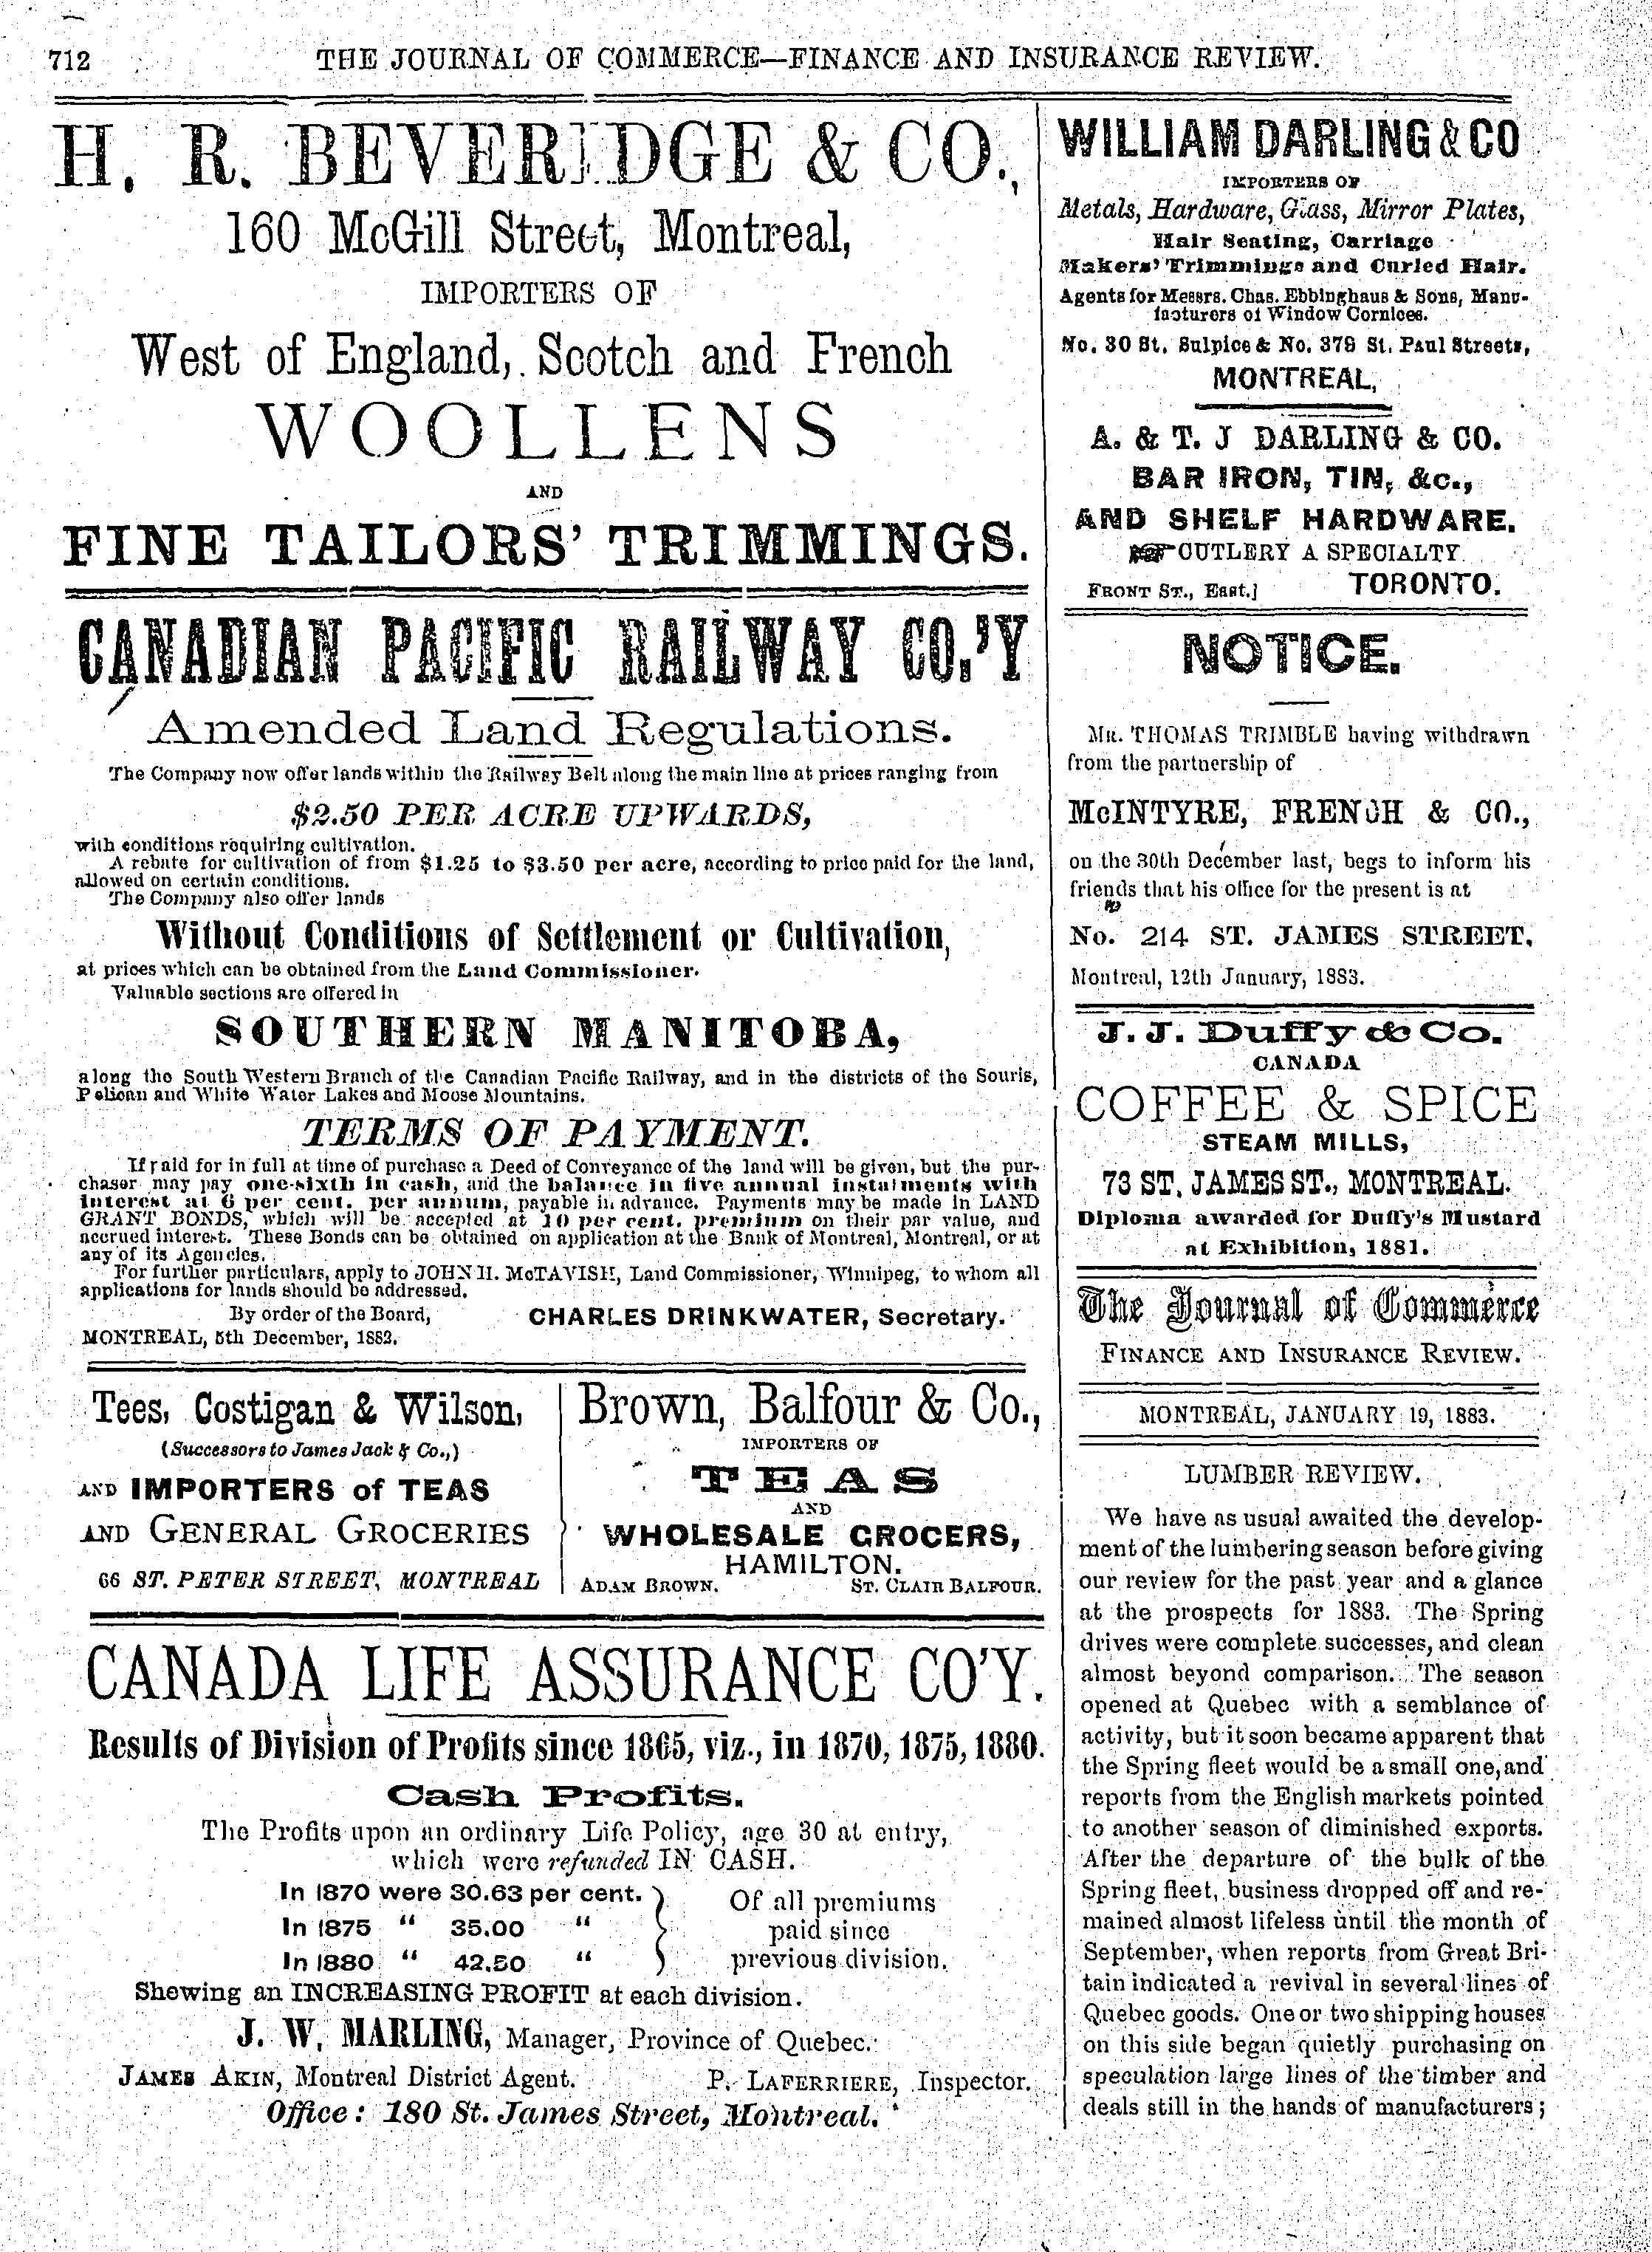 712 THE JOURNAL OF COMMERCE—FINANCE AND INSURANCE REVIEW.
H. R. BEVERIDGE & CO.,
160 McGill Street, Montreal,
IMPORTERS OF
West of England, Scotch and French
WOOLLENS
AND
FINE TAILORS' TRIMMINGS.
CANADIAN PACIFIC RAILWAY CO.'Y
Amended Land Regulations.
The Company now offer lands within the Railway Belt along the main line at prices ranging from
$2.50 PER ACRE UPWARDS,
with conditions requiring cultivation.
A rebate for cultivation of from $1.25 to $3.50 per acre, according to price paid for the land,
allowed on certain conditions.
The Company also offer lands
Without Conditions of Settlement or Cultivation,
at prices which can be obtained from the Land Commissioner.
Valuable sections are offered in
SOUTHERN MANITOBA,
along the South Western Branch of the Canadian Pacific Railway, and in the districts of the Souris,
Pelican and White Water Lakes and Moose Mountains.
TERMS OF PAYMENT.
If paid for in full at time of purchase a Deed of Conveyance of the land will be given, but the pur-
chaser may pay one-sixth in cash, and the balance in five annual instalments with
interest at 6 per cent. per annum, payable in advance. Payments may be made in LAND
GRANT BONDS, which will be accepted at 10 per cent. premium on their par value, and
accrued interest. These Bonds can be obtained on application at the Bank of Montreal, Montreal, or at
any of its Agencies.
For further particulars, apply to JOHN H. McTAVISH, Land Commissioner, Winnipeg, to whom all
applications for lands should be addressed.
By order of the Board,
CHARLES DRINKWATER, Secretary.
MONTREAL, 5th December, 1882.
Tees, Costigan & Wilson,
(Successors to James Jack & Co.,)
AND IMPORTERS of TEAS
AND GENERAL GROCERIES
66 ST. PETER STREET, MONTREAL
Brown, Balfour & Co.,
IMPORTERS OF
TEAS
AND
WHOLESALE GROCERS,
HAMILTON.
ADAM BROWN. ST. CLAIR BALFOUR.
CANADA LIFE ASSURANCE CO'Y.
Results of Division of Profits since 1865, viz., in 1870, 1875, 1880.
Cash Profits.
The Profits upon an ordinary Life Policy, age 30 at entry,
which were refunded IN CASH.
In 1870 were 30.63 per cent.
In 1875 " 35.00 "
In 1880 " 42.50 "
Of all premiums
paid since
previous division.
Shewing an INCREASING PROFIT at each division.
J. W. MARLING, Manager, Province of Quebec.
JAMES AKIN, Montreal District Agent. P. LAFERRIERE, Inspector.
Office: 180 St. James Street, Montreal.
WILLIAM DARLING & CO
IMPORTERS OF
Metals, Hardware, Glass, Mirror Plates,
Hair Seating, Carriage
Makers' Trimmings and Curled Hair.
Agents for Messrs. Chas. Ebbinghaus & Sons, Manu-
facturers of Window Cornices.
No. 30 St. Sulpice & No. 379 St. Paul Streets,
MONTREAL,
A. & T. J DARLING & CO.
BAR IRON, TIN, &c.,
AND SHELF HARDWARE.
☞CUTLERY A SPECIALTY
FRONT ST., East.] TORONTO.
NOTICE.
MR. THOMAS TRIMBLE having withdrawn
from the partnership of
McINTYRE, FRENCH & CO.,
on the 30th December last, begs to inform his
friends that his office for the present is at
No. 214 ST. JAMES STREET.
Montreal, 12th January, 1883.
J. J. Duffy & Co.
CANADA
COFFEE & SPICE
STEAM MILLS,
73 ST. JAMES ST., MONTREAL.
Diploma awarded for Duffy's Mustard
at Exhibition, 1881.
The Journal of Commerce
FINANCE AND INSURANCE REVIEW.
MONTREAL, JANUARY 19, 1883.
LUMBER REVIEW.
We have as usual awaited the develop-
ment of the lumbering season before giving
our review for the past year and a glance
at the prospects for 1883. The Spring
drives were complete successes, and clean
almost beyond comparison. The season
opened at Quebec with a semblance of
activity, but it soon became apparent that
the Spring fleet would be a small one, and
reports from the English markets pointed
to another season of diminished exports.
After the departure of the bulk of the
Spring fleet, business dropped off and re-
mained almost lifeless until the month of
September, when reports from Great Bri-
tain indicated a revival in several lines of
Quebec goods. One or two shipping houses
on this side began quietly purchasing on
speculation large lines of the timber and
deals still in the hands of manufacturers;